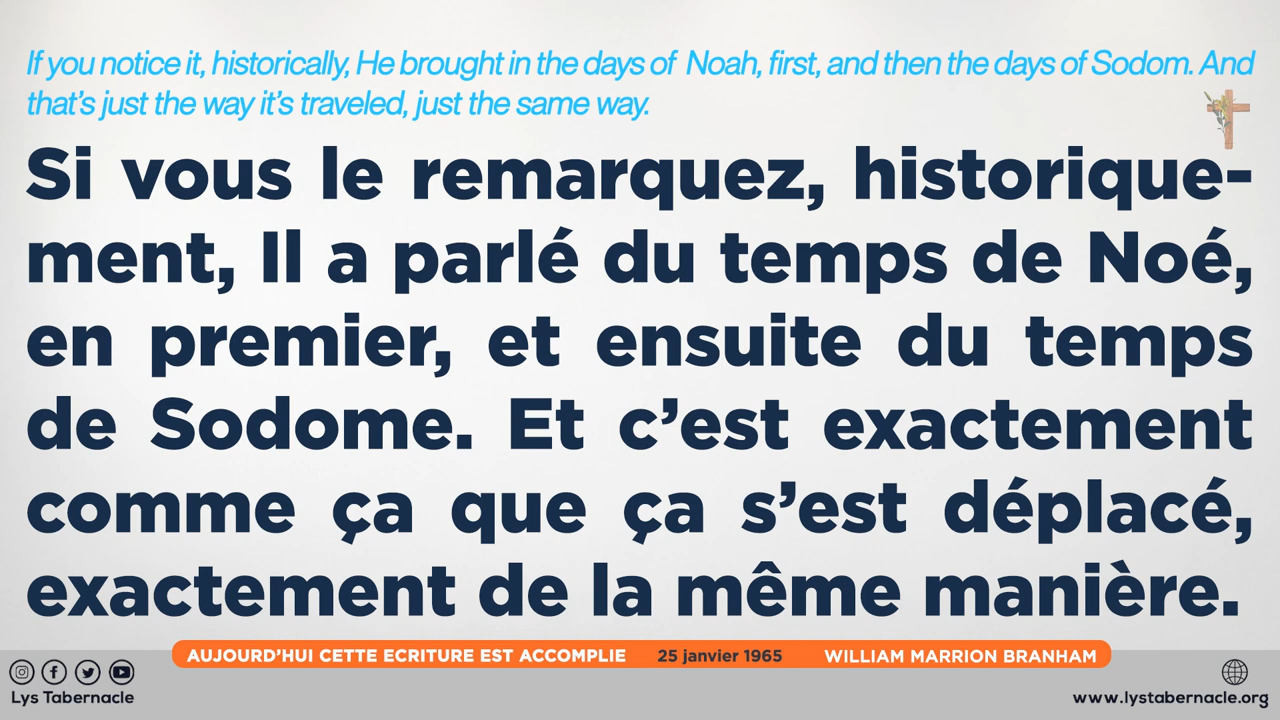 If you notice it, historically, He brought in the days of Noah, first, and then the days of Sodom. And
that's just the way it's traveled, just the same way.
Si vous le remarquez, historique-
ment, Il a parlé du temps de Noé,
en premier, et ensuite du temps
de Sodome. Et c'est exactement
comme ça que ça s'est déplacé,
exactement de la même manière.
AUJOURD'HUI CETTE ECRITURE EST ACCOMPLIE 25 janvier 1965 WILLIAM MARRION BRANHAM
Lys Tabernacle
www.lystabernacle.org